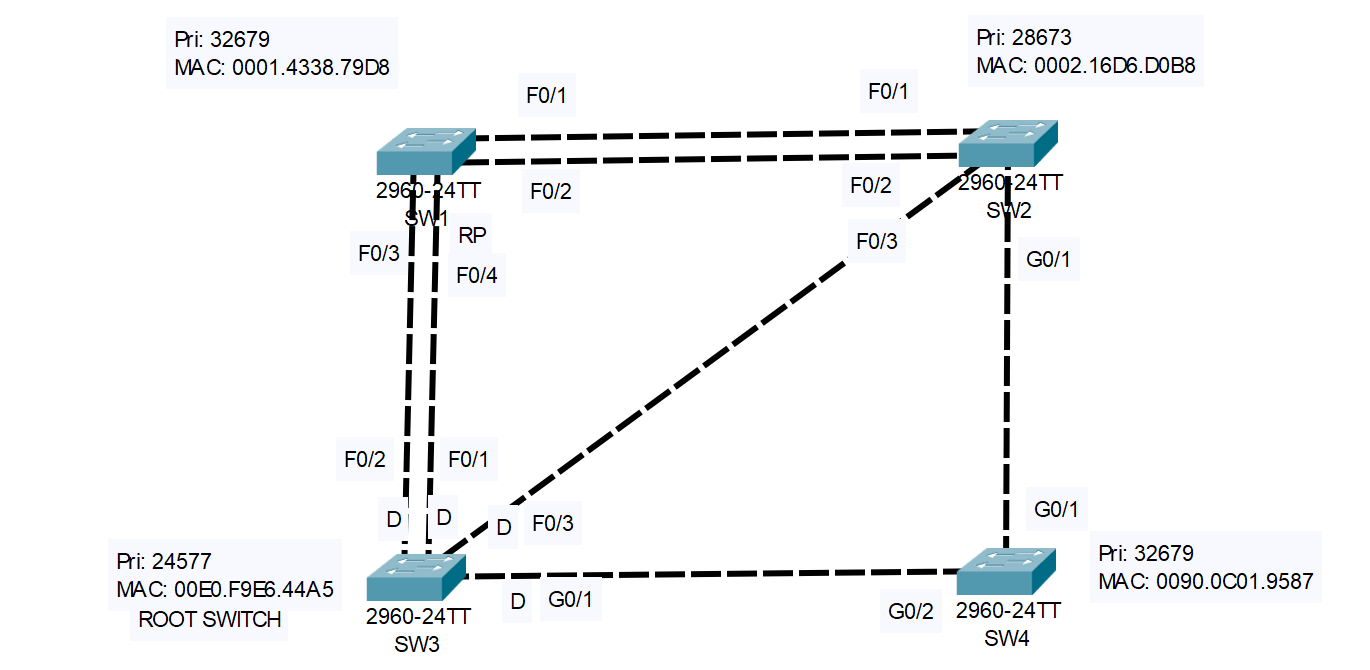 Pri: 32679
MAC: 0001.4338.79D8
Pri: 28673
MAC: 0002.16D6.D0B8
F0/1
F0/1
2960-24TT
SW1
F0/2
F0/2
2960-24TT
SW2
F0/3
RP
F0/4
F0/3
G0/1
F0/2
F0/1
D
D
D
F0/3
G0/1
Pri: 24577
MAC: 00E0.F9E6.44A5
ROOT SWITCH
2960-24TT
SW3
D
G0/1
G0/2
2960-24TT
SW4
Pri: 32679
MAC: 0090.0C01.9587